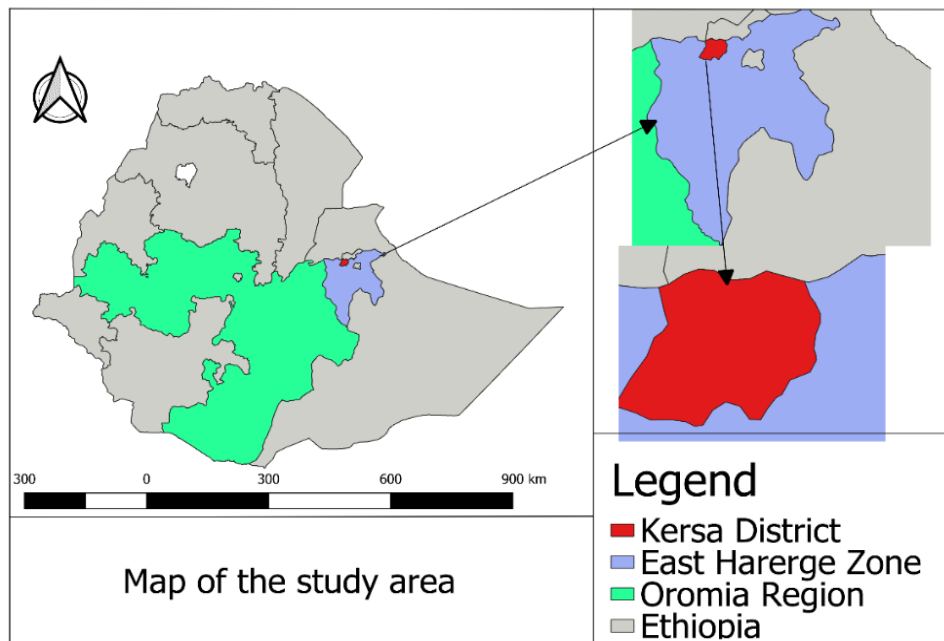 300 0 300 600 900 km
Map of the study area
Legend
Kersa District
East Harerge Zone
Oromia Region
Ethiopia